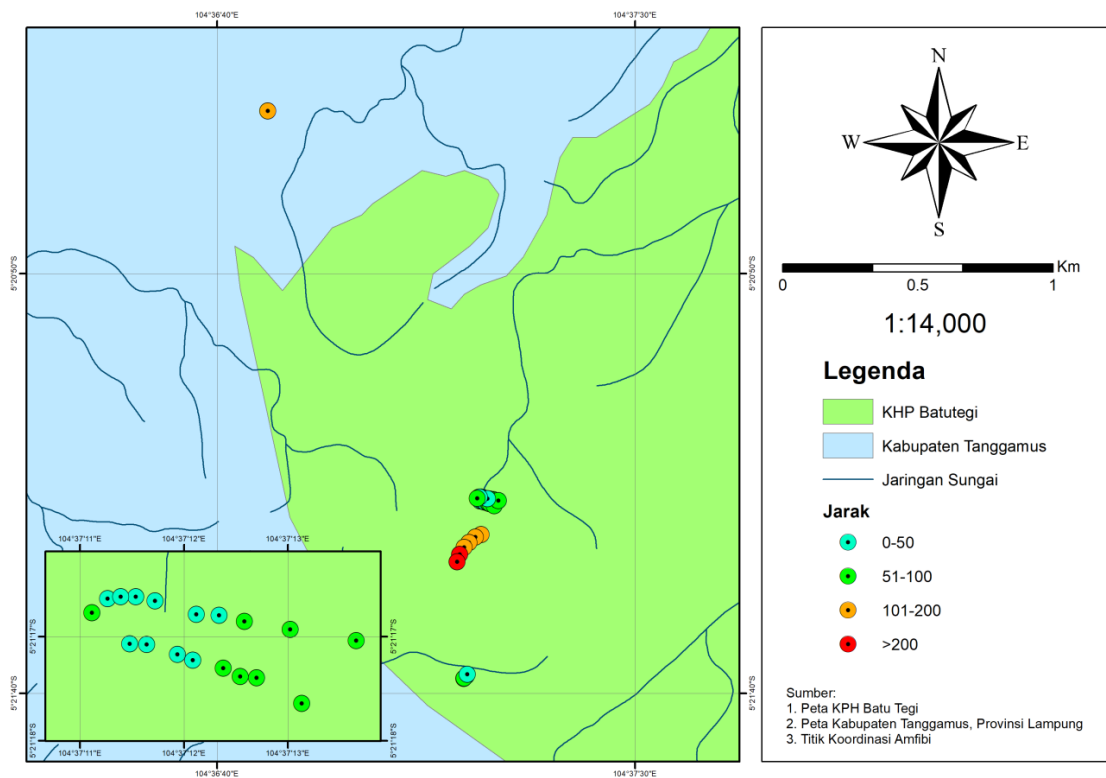 104°36'40"E
104°37'30"E
5°20'50"S
5°20'50"S
5°21'40"S
5°21'40"S
104°36'40"E
104°37'30"E
104°37'11"E
104°37'12"E
104°37'13"E
5°21'17"S
5°21'17"S
5°21'18"S
5°21'18"S
104°37'11"E
104°37'12"E
104°37'13"E
N
W
E
S
Km
0
0.5
1
1:14,000
Legenda
KHP Batutegi
Kabupaten Tanggamus
Jaringan Sungai
Jarak
0-50
51-100
101-200
>200
Sumber:
1. Peta KPH Batu Tegi
2. Peta Kabupaten Tanggamus, Provinsi Lampung
3. Titik Koordinasi Amfibi